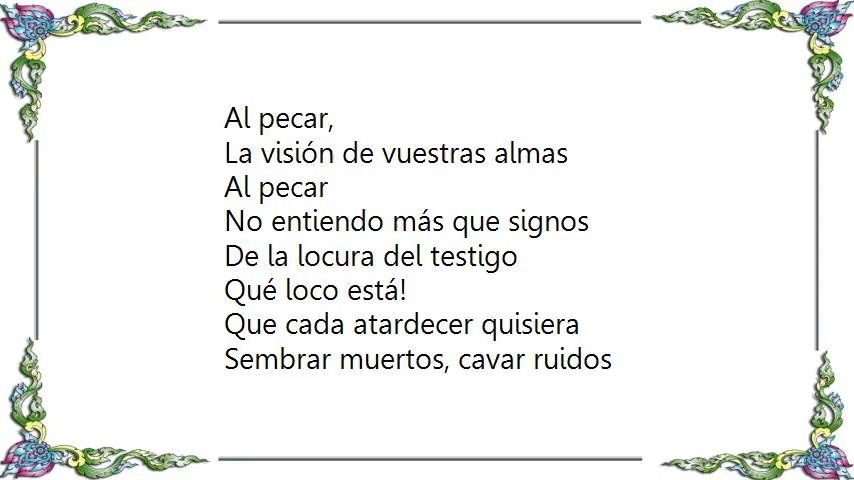 Al pecar,
La visión de vuestras almas
Al pecar
No entiendo más que signos
De la locura del testigo
Qué loco está!
Que cada atardecer quisiera
Sembrar muertos, cavar ruidos